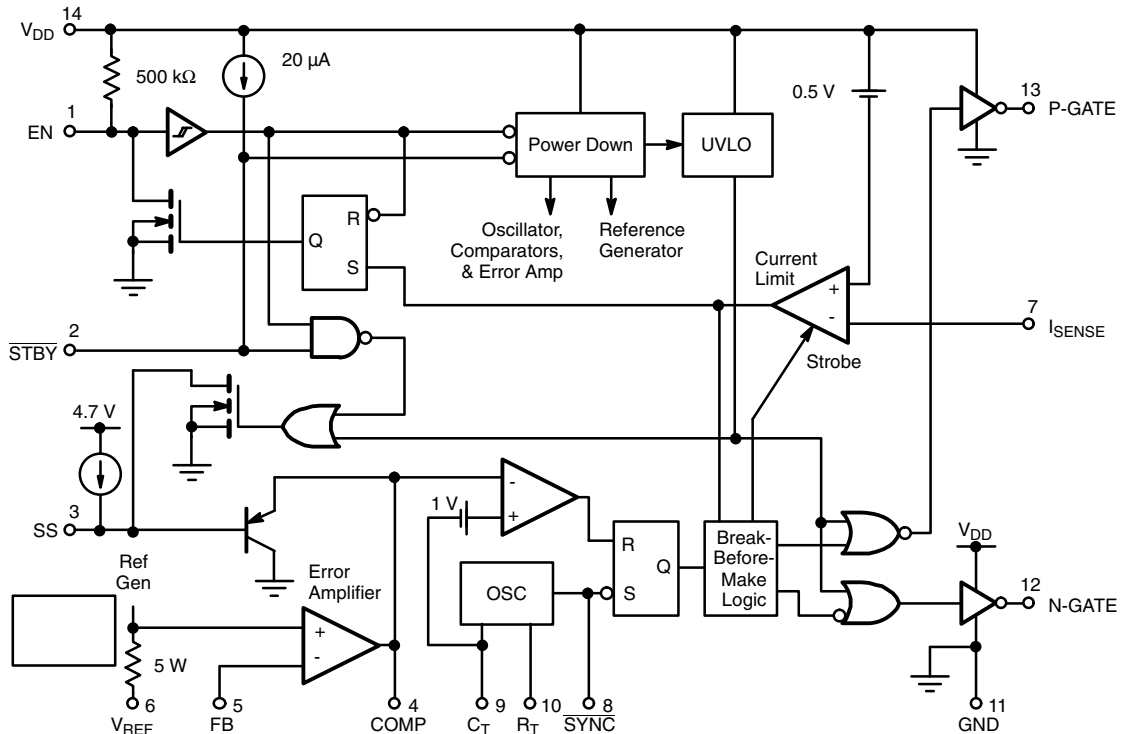 14
V_DD
20 µA
500 kΩ
0.5 V
13
P-GATE
1
EN
Power Down
UVLO
R
Q
S
Oscillator,
Comparators,
& Error Amp
Reference
Generator
Current
Limit
+
-
7
I_SENSE
2
STBY
Strobe
4.7 V
3
SS
1 V
-
+
R
Q
S
Break-
Before-
Make
Logic
V_DD
Ref
Gen
Error
Amplifier
OSC
12
N-GATE
+
-
5 W
6
V_REF
5
FB
4
COMP
9
C_T
10
R_T
8
SYNC
11
GND